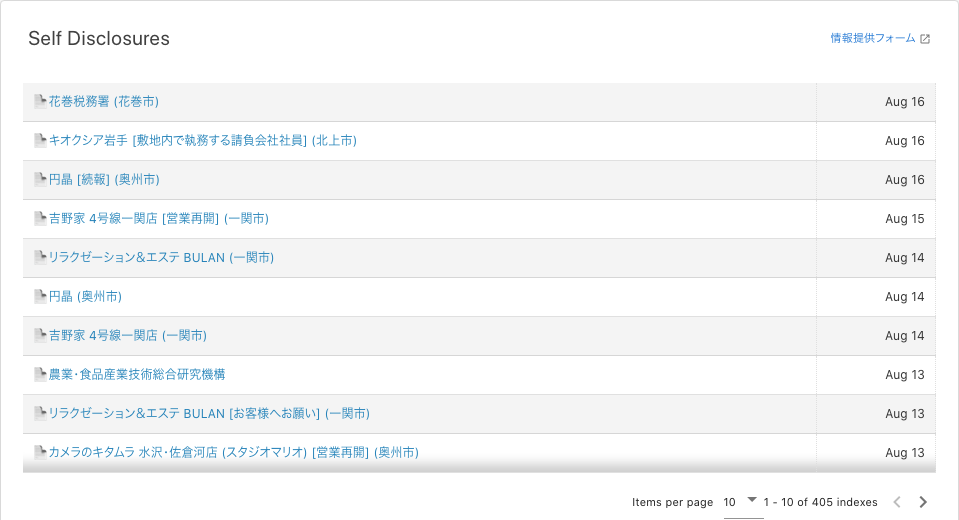 Self Disclosures
情報提供フォーム
花巻税務署 (花巻市) Aug 16
キオクシア岩手 [敷地内で執務する請負会社社員] (北上市) Aug 16
円晶 [続報] (奥州市) Aug 16
吉野家 4号線一関店 [営業再開] (一関市) Aug 15
リラクゼーション＆エステ BULAN (一関市) Aug 14
円晶 (奥州市) Aug 14
吉野家 4号線一関店 (一関市) Aug 14
農業・食品産業技術総合研究機構 Aug 13
リラクゼーション＆エステ BULAN [お客様へお願い] (一関市) Aug 13
カメラのキタムラ 水沢・佐倉河店 (スタジオマリオ) [営業再開] (奥州市) Aug 13
Items per page 10 1 - 10 of 405 indexes